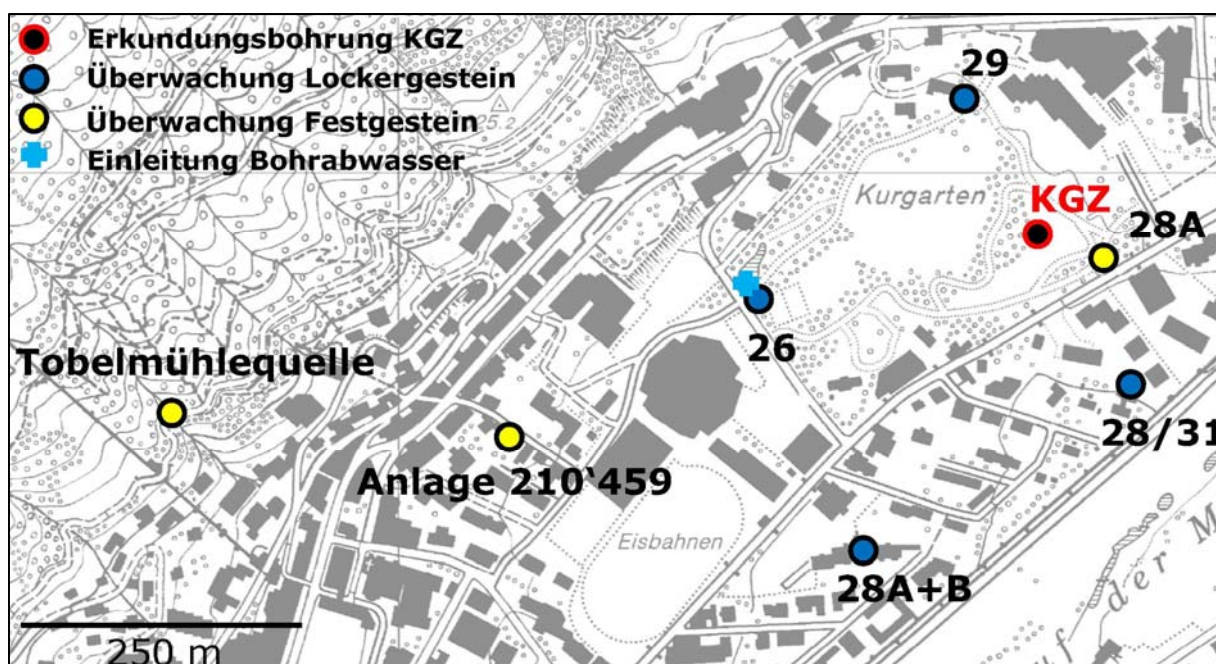 Erkundungsbohrung KGZ
Überwachung Lockergestein
Überwachung Festgestein
Einleitung Bohrabwasser
29
Kurgarten
KGZ
28A
26
Tobelmühlequelle
28/31
Anlage 210'459
Eisbahnen
28A+B
der M
250 m